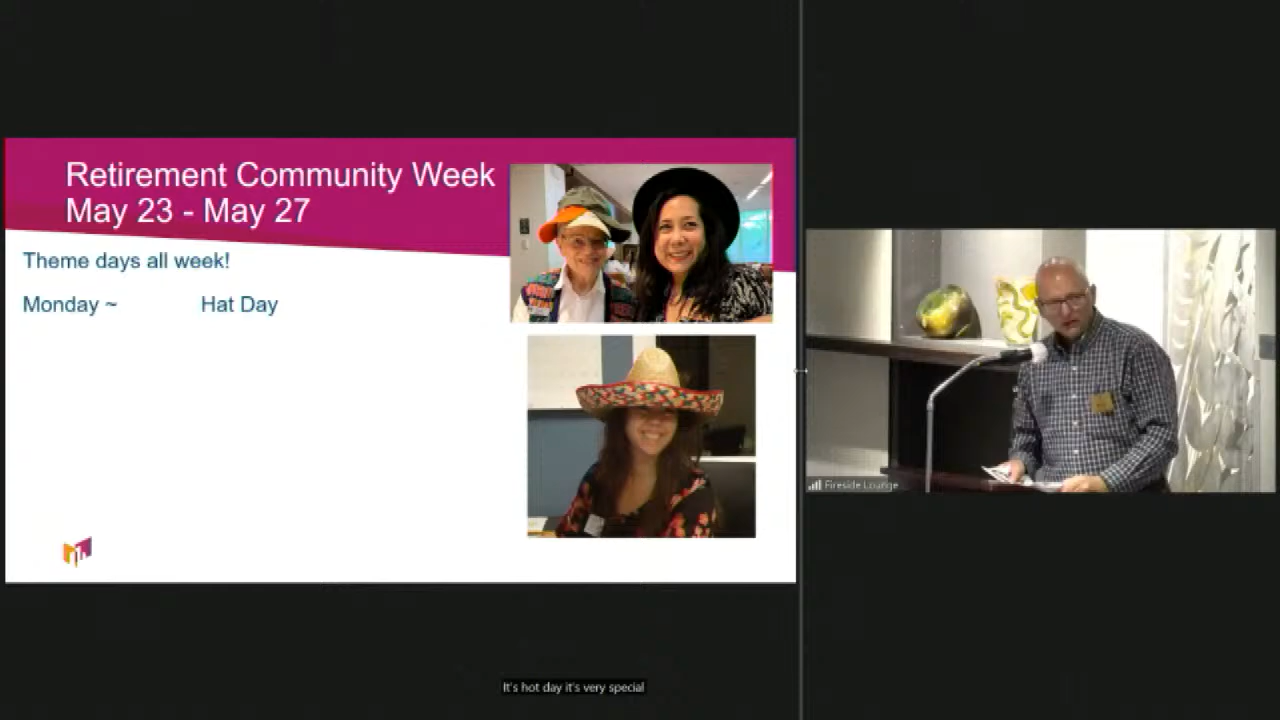 Retirement Community Week
May 23 - May 27
Theme days all week!
Monday ~ Hat Day
Fireside Lounge
It's hot day it's very special